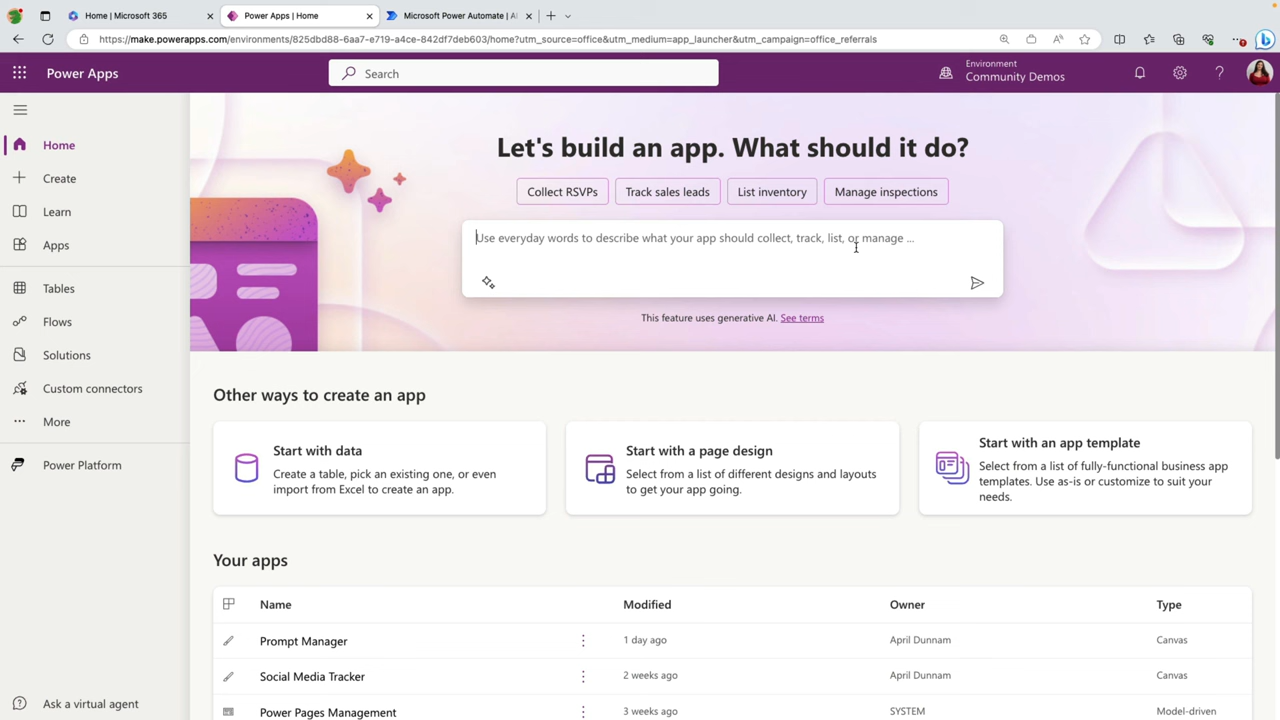 Home | Microsoft 365
Power Apps | Home
Microsoft Power Automate | A
https://make.powerapps.com/environments/825dbd88-6aa7-e719-a4ce-842df7deb603/home?utm_source=office&utm_medium=app_launcher&utm_campaign=office_referrals
Power Apps
Search
Environment
Community Demos
Home
Create
Learn
Apps
Tables
Flows
Solutions
Custom connectors
More
Power Platform
Ask a virtual agent
Let's build an app. What should it do?
Collect RSVPs
Track sales leads
List inventory
Manage inspections
Use everyday words to describe what your app should collect, track, list, or manage ...
This feature uses generative AI. See terms
Other ways to create an app
Start with data
Create a table, pick an existing one, or even
import from Excel to create an app.
Start with a page design
Select from a list of different designs and layouts
to get your app going.
Start with an app template
Select from a list of fully-functional business app
templates. Use as-is or customize to suit your
needs.
Your apps
Name Modified Owner Type
Prompt Manager 1 day ago April Dunnam Canvas
Social Media Tracker 2 weeks ago April Dunnam Canvas
Power Pages Management 3 weeks ago SYSTEM Model-driven